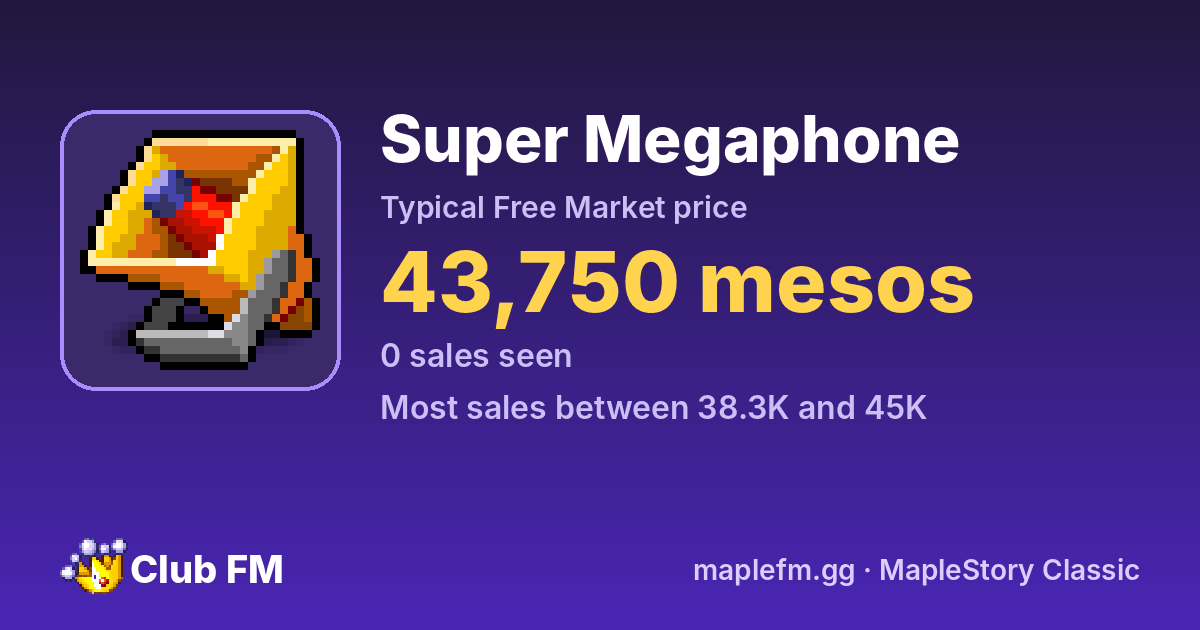 Super Megaphone
Typical Free Market price
43,750 mesos
0 sales seen
Most sales between 38.3K and 45K
Club FM
maplefm.gg · MapleStory Classic